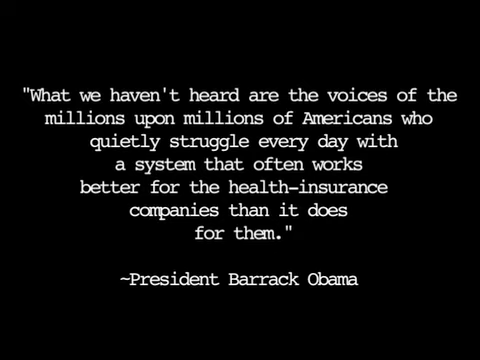 "What we haven't heard are the voices of the
millions upon millions of Americans who
quietly struggle every day with
a system that often works
better for the health-insurance
companies than it does
for them."
~President Barrack Obama